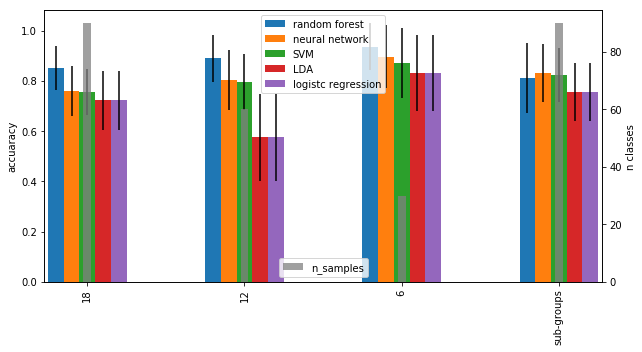 random forest
neural network
SVM
LDA
logistc regression
n_samples
accuaracy
1.0
0.8
0.6
0.4
0.2
0.0
n classes
80
60
40
20
0
18
12
6
sub-groups